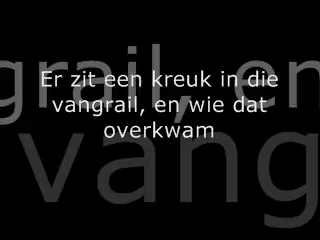 Er zit een kreuk in die
vangrail, en wie dat
overkwam
grail, en
vang